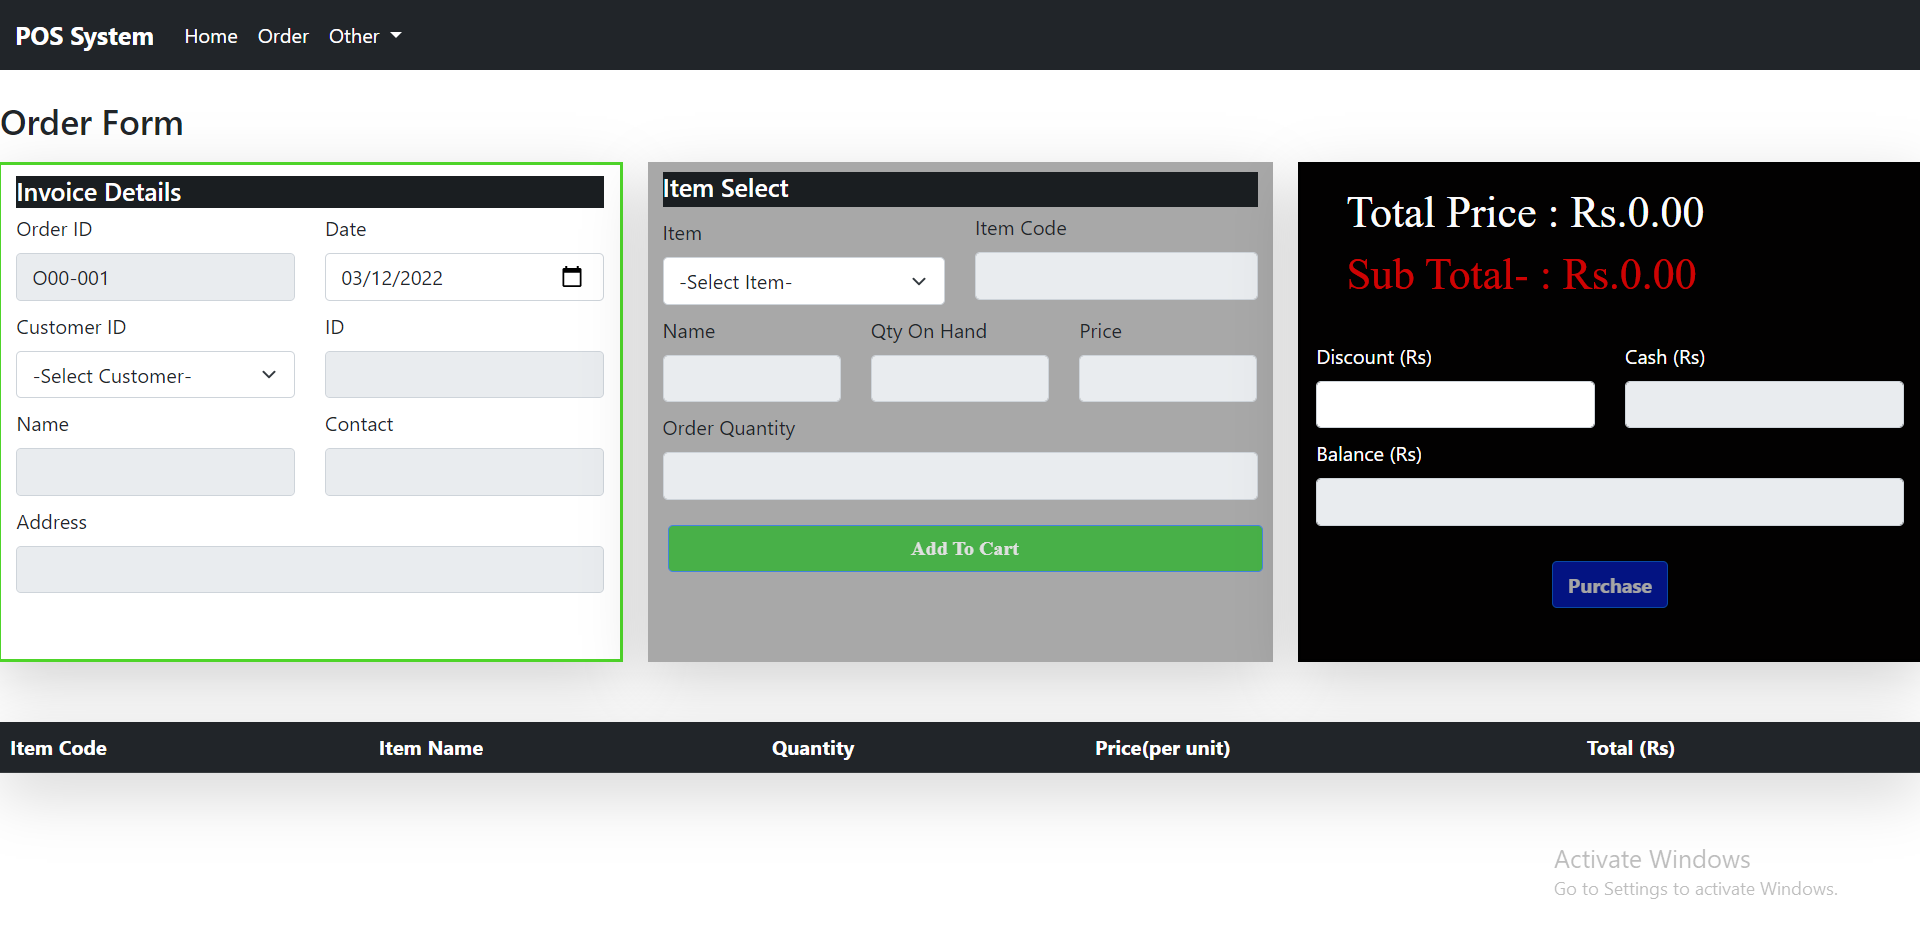 POS System Home Order Other
Order Form
Invoice Details
Order ID Date
O00-001 03/12/2022
Customer ID ID
-Select Customer-
Name Contact
Address
Item Select
Item Item Code
-Select Item-
Name Qty On Hand Price
Order Quantity
Add To Cart
Total Price : Rs.0.00
Sub Total- : Rs.0.00
Discount (Rs) Cash (Rs)
Balance (Rs)
Purchase
Item Code Item Name Quantity Price(per unit) Total (Rs)
Activate Windows
Go to Settings to activate Windows.